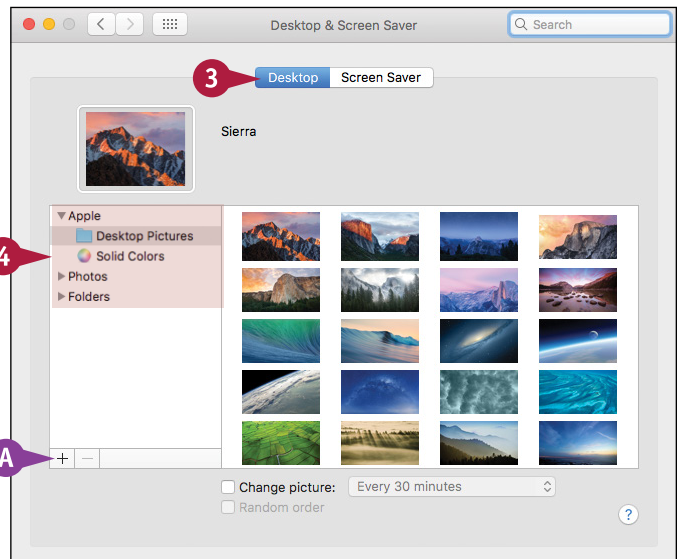 Desktop & Screen Saver
Search
3
Desktop
Screen Saver
Sierra
Apple
Desktop Pictures
4
Solid Colors
Photos
Folders
A
+
−
Change picture:
Every 30 minutes
Random order
?